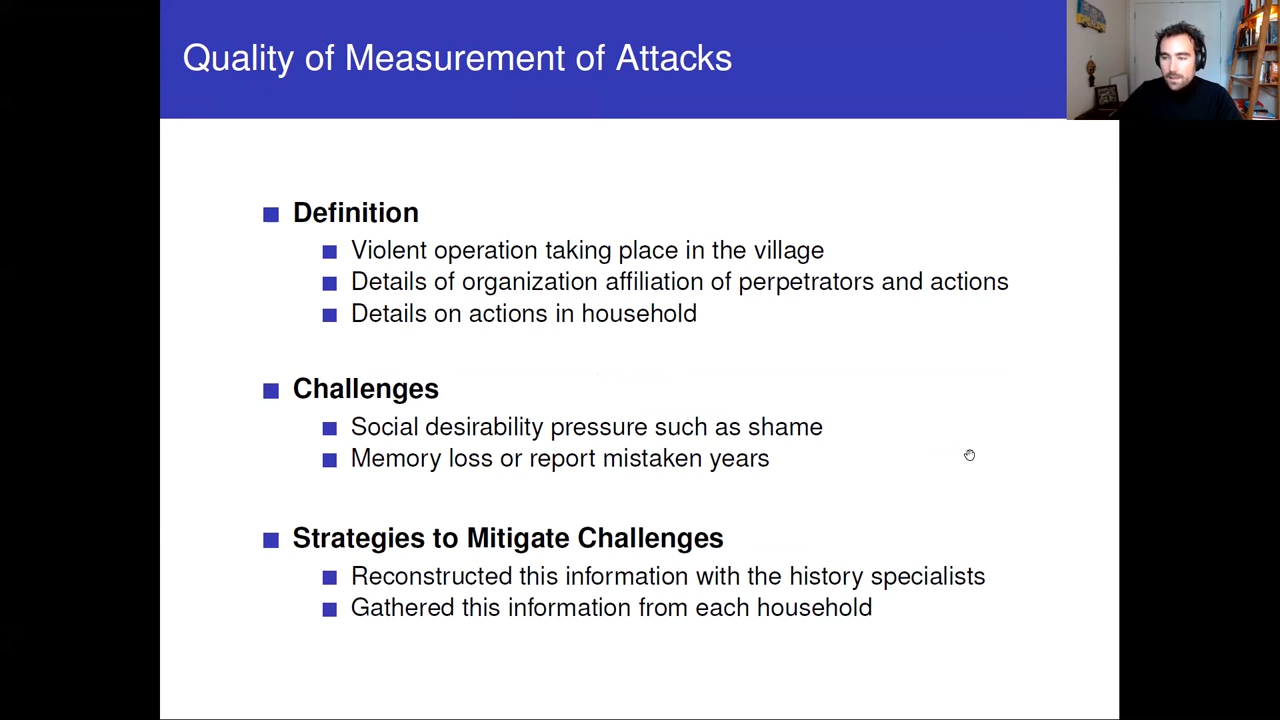 Quality of Measurement of Attacks
Definition
Violent operation taking place in the village
Details of organization affiliation of perpetrators and actions
Details on actions in household
Challenges
Social desirability pressure such as shame
Memory loss or report mistaken years
Strategies to Mitigate Challenges
Reconstructed this information with the history specialists
Gathered this information from each household